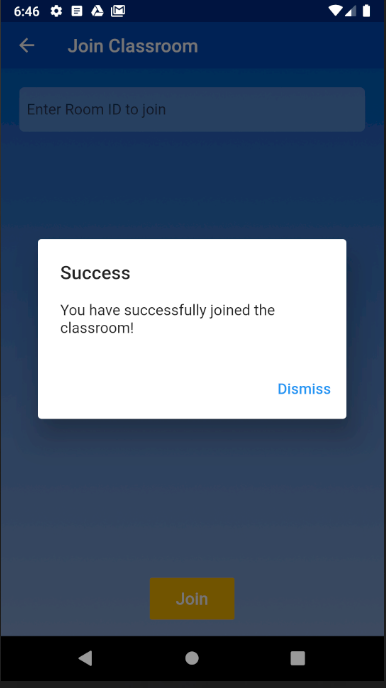 6:46
Join Classroom
Enter Room ID to join
Success
You have successfully joined the
classroom!
Dismiss
Join